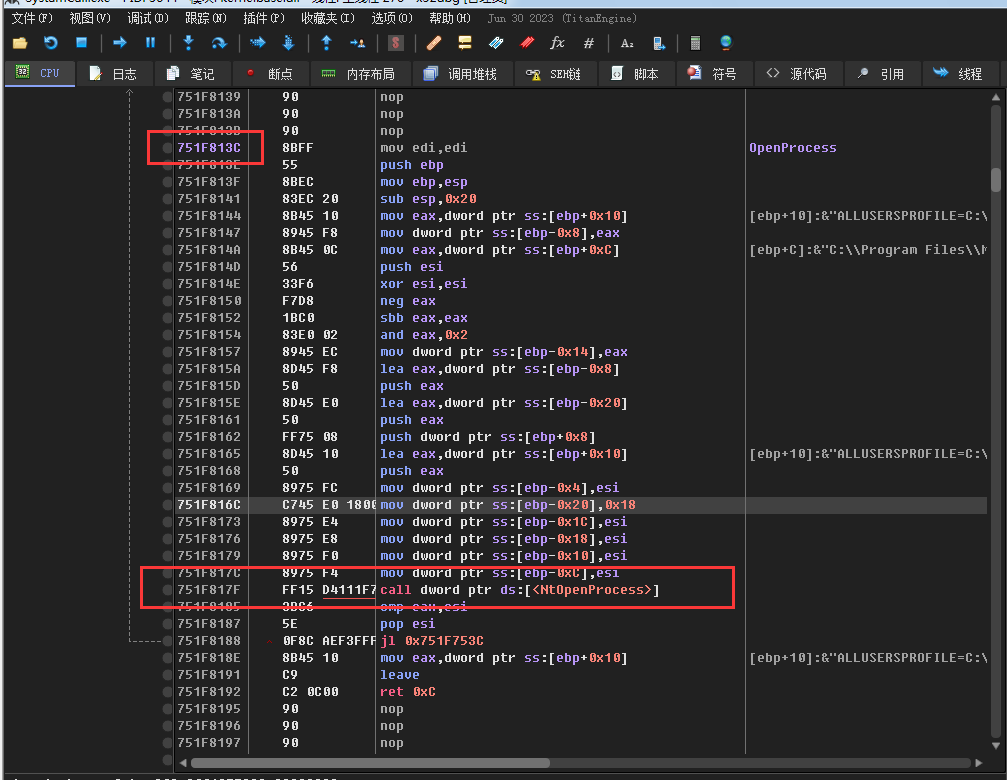 文件(F) 视图(V) 调试(D) 跟踪(N) 插件(P) 收藏夹(I) 选项(O) 帮助(H) Jun 30 2023 (TitanEngine)
CPU 日志 笔记 断点 内存布局 调用堆栈 SEH链 脚本 符号 源代码 引用 线程
751F8139 90 nop
751F813A 90 nop
751F813B 90 nop
751F813C 8BFF mov edi,edi OpenProcess
751F813E 55 push ebp
751F813F 8BEC mov ebp,esp
751F8141 83EC 20 sub esp,0x20
751F8144 8B45 10 mov eax,dword ptr ss:[ebp+0x10] [ebp+10]:&"ALLUSERSPROFILE=C:\
751F8147 8945 F8 mov dword ptr ss:[ebp-0x8],eax
751F814A 8B45 0C mov eax,dword ptr ss:[ebp+0xC] [ebp+C]:&"C:\\Program Files\\M
751F814D 56 push esi
751F814E 33F6 xor esi,esi
751F8150 F7D8 neg eax
751F8152 1BC0 sbb eax,eax
751F8154 83E0 02 and eax,0x2
751F8157 8945 EC mov dword ptr ss:[ebp-0x14],eax
751F815A 8D45 F8 lea eax,dword ptr ss:[ebp-0x8]
751F815D 50 push eax
751F815E 8D45 E0 lea eax,dword ptr ss:[ebp-0x20]
751F8161 50 push eax
751F8162 FF75 08 push dword ptr ss:[ebp+0x8]
751F8165 8D45 10 lea eax,dword ptr ss:[ebp+0x10] [ebp+10]:&"ALLUSERSPROFILE=C:\
751F8168 50 push eax
751F8169 8975 FC mov dword ptr ss:[ebp-0x4],esi
751F816C C745 E0 1800 mov dword ptr ss:[ebp-0x20],0x18
751F8173 8975 E4 mov dword ptr ss:[ebp-0x1C],esi
751F8176 8975 E8 mov dword ptr ss:[ebp-0x18],esi
751F8179 8975 F0 mov dword ptr ss:[ebp-0x10],esi
751F817C 8975 F4 mov dword ptr ss:[ebp-0xC],esi
751F817F FF15 D4111F7 call dword ptr ds:[<NtOpenProcess>]
751F8185 3BC6 cmp eax,esi
751F8187 5E pop esi
751F8188 0F8C AEF3FFF jl 0x751F753C
751F818E 8B45 10 mov eax,dword ptr ss:[ebp+0x10] [ebp+10]:&"ALLUSERSPROFILE=C:\
751F8191 C9 leave
751F8192 C2 0C00 ret 0xC
751F8195 90 nop
751F8196 90 nop
751F8197 90 nop